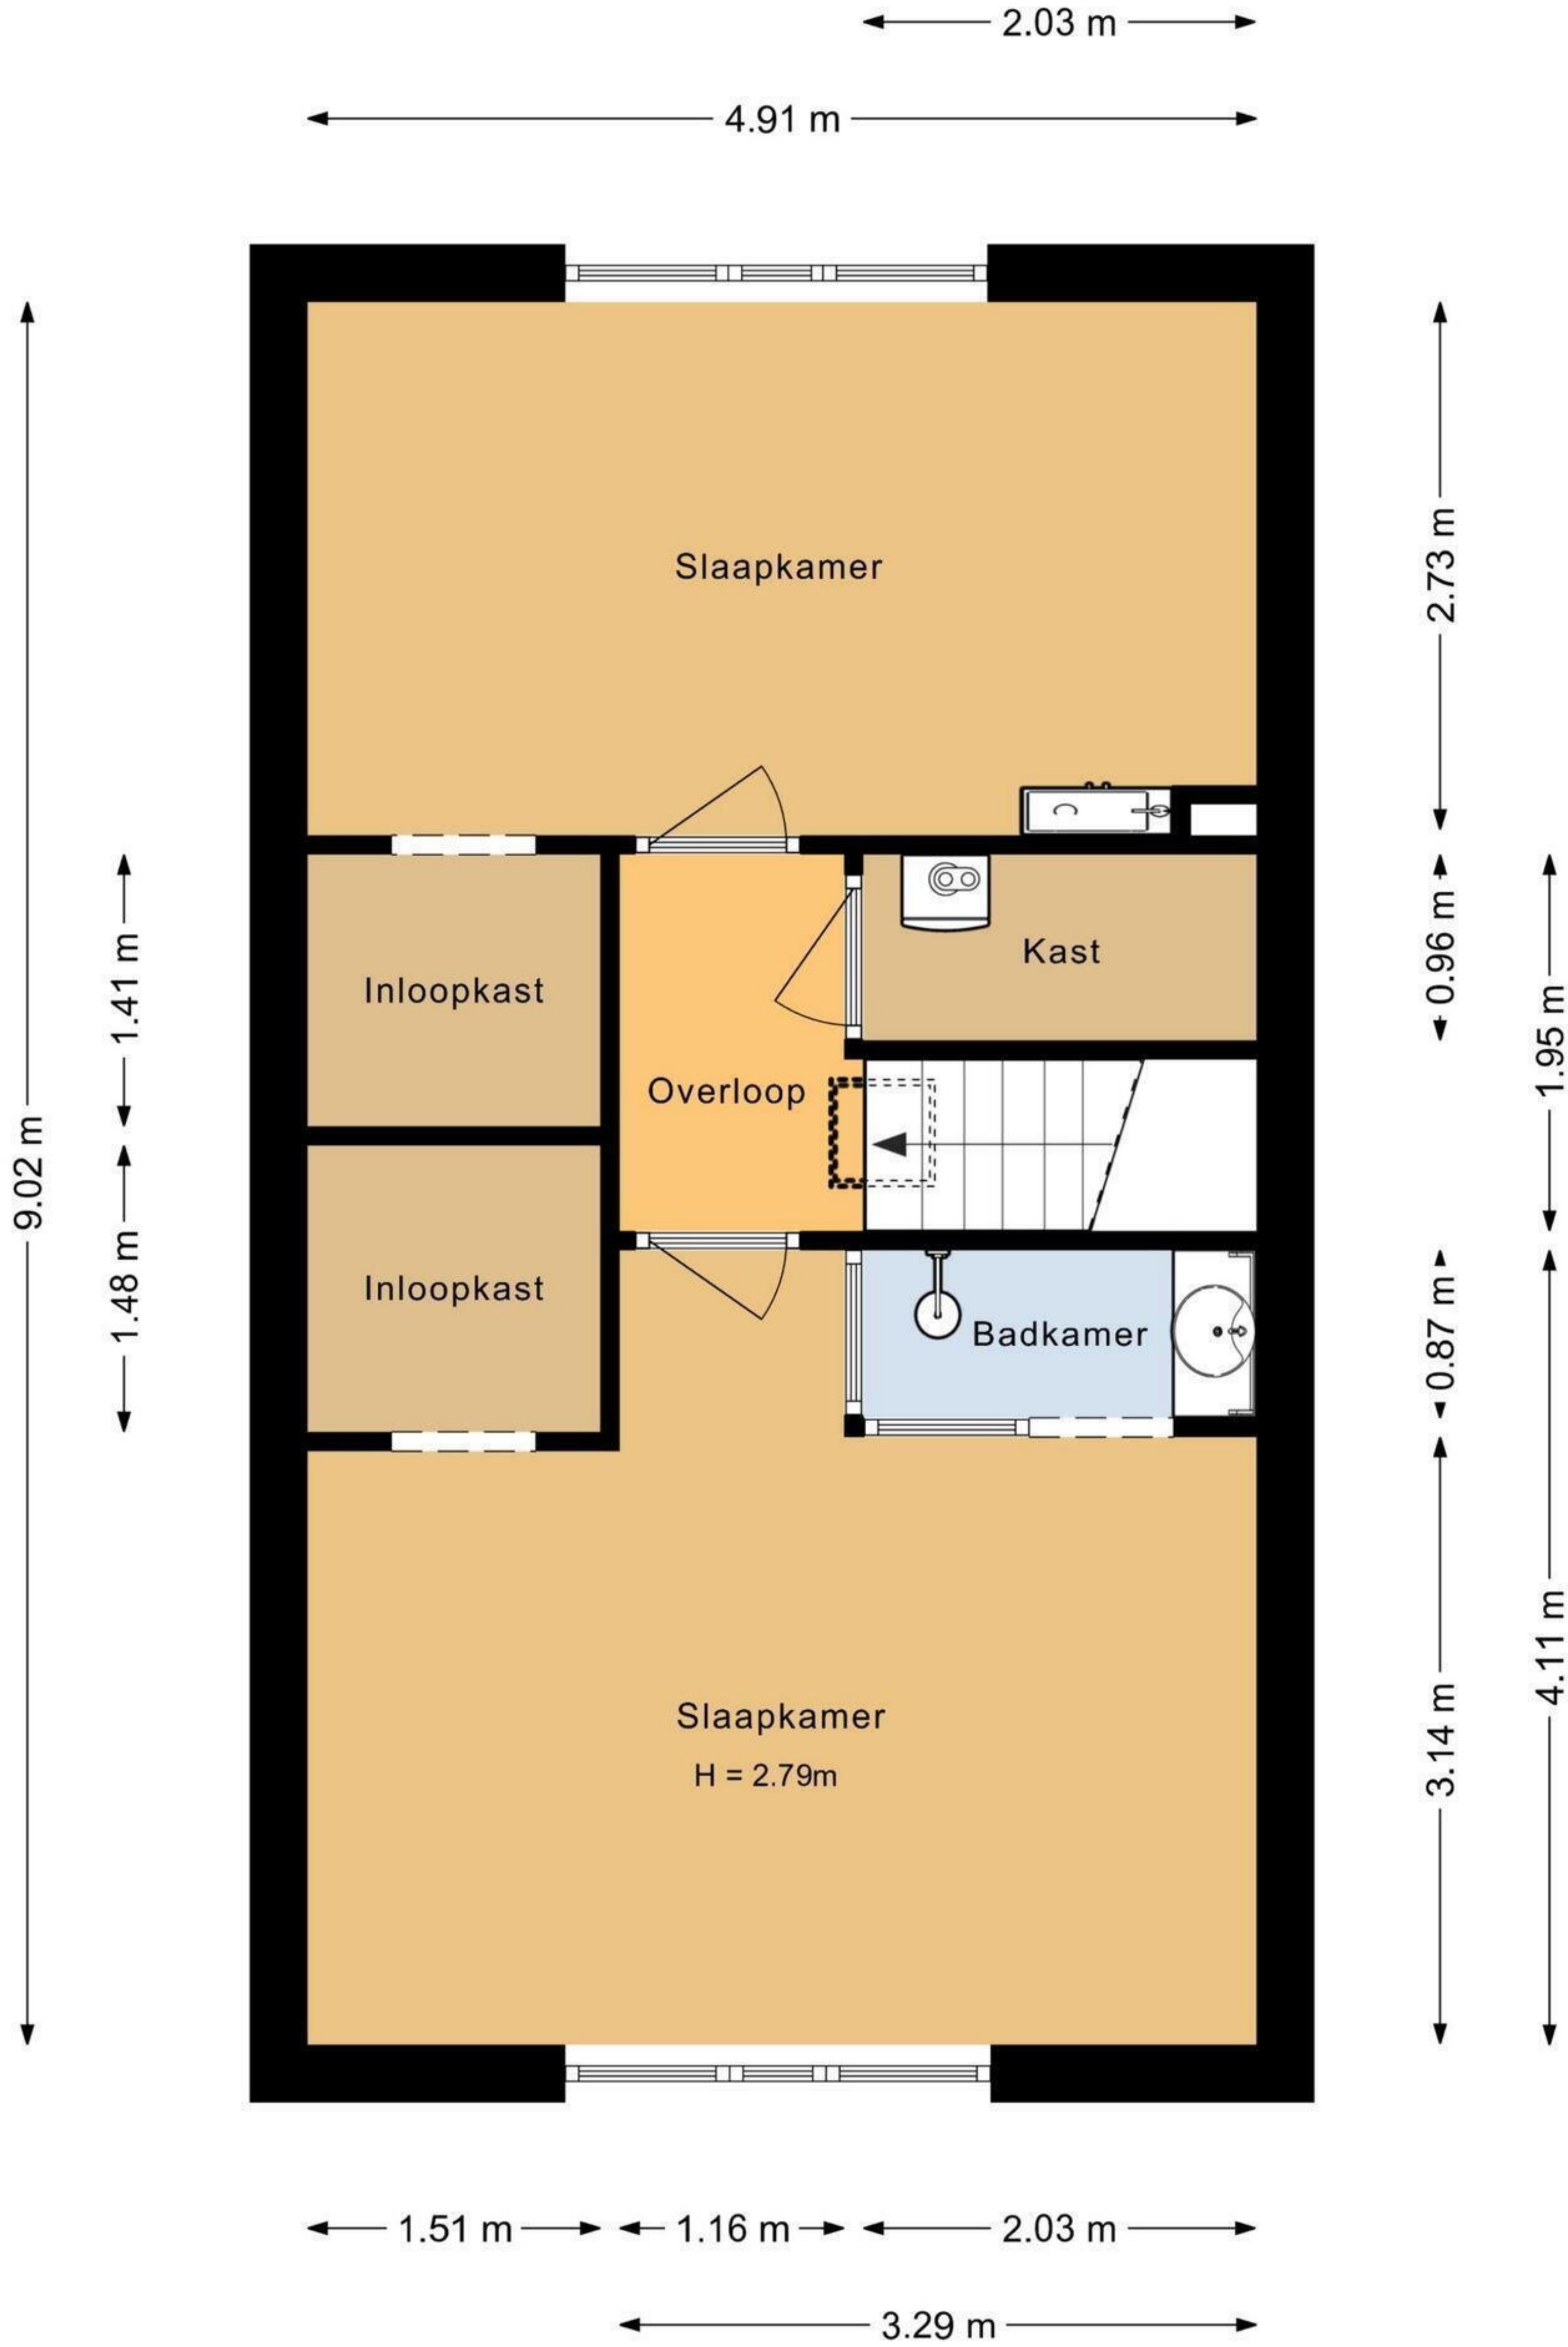 2.03 m
4.91 m
Slaapkamer
2.73 m
Inloopkast
1.41 m
Kast
0.96 m
1.95 m
Overloop
9.02 m
Inloopkast
1.48 m
Badkamer
0.87 m
Slaapkamer
H = 2.79m
3.14 m
4.11 m
1.51 m
1.16 m
2.03 m
3.29 m